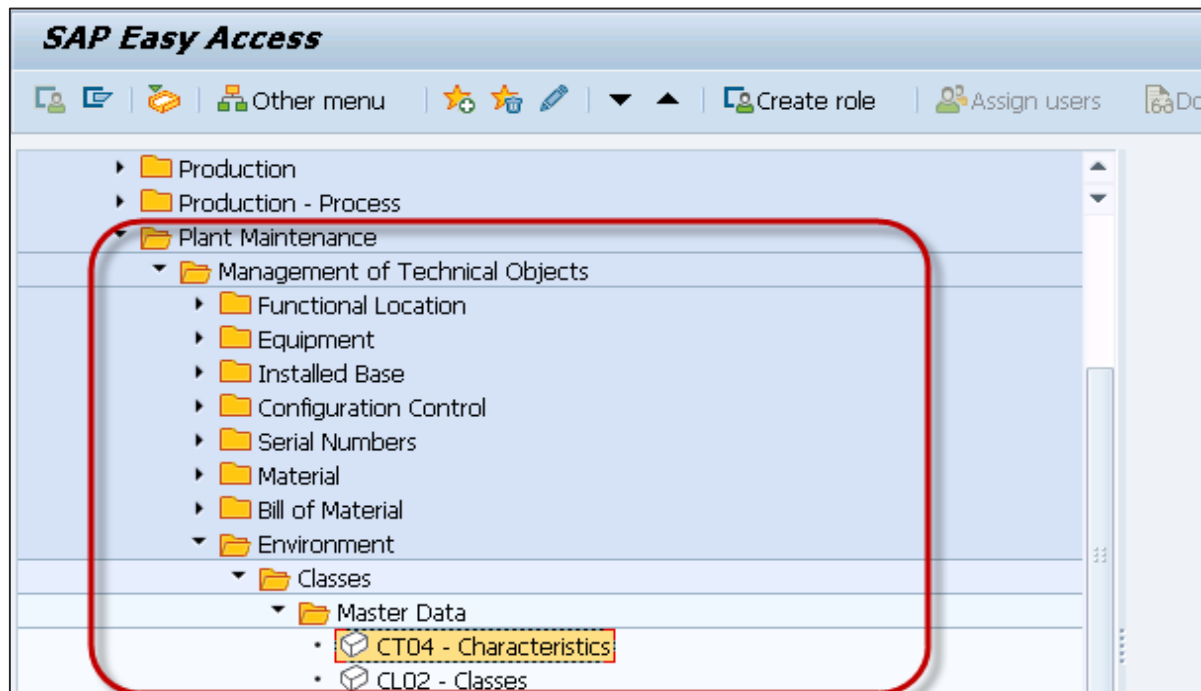 SAP Easy Access
Other menu Create role Assign users Do
Production
Production - Process
Plant Maintenance
Management of Technical Objects
Functional Location
Equipment
Installed Base
Configuration Control
Serial Numbers
Material
Bill of Material
Environment
Classes
Master Data
CT04 - Characteristics
CL02 - Classes